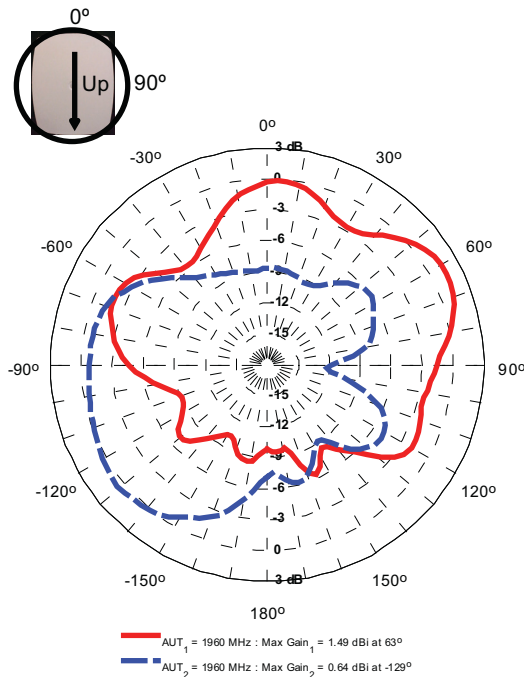 0º
Up
90º
0º
3 dB
-30º
30º
0
-3
-60º
60º
-6
-12
-15
-90º
90º
-15
-12
-9
-120º
120º
-6
-3
-150º
0
150º
3 dB
180º
AUT1 = 1960 MHz : Max Gain1 = 1.49 dBi at 63º
AUT2 = 1960 MHz : Max Gain2 = 0.64 dBi at -129º